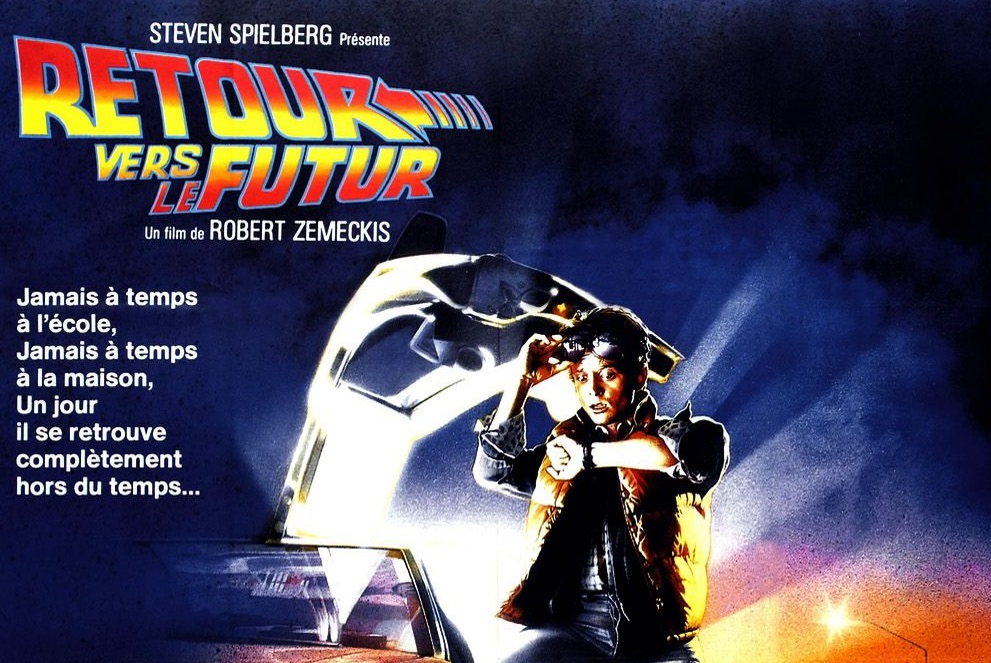 STEVEN SPIELBERG Présente
RETOUR
VERS
LE FUTUR
Un film de ROBERT ZEMECKIS
Jamais à temps
à l'école,
Jamais à temps
à la maison,
Un jour
il se retrouve
complètement
hors du temps...